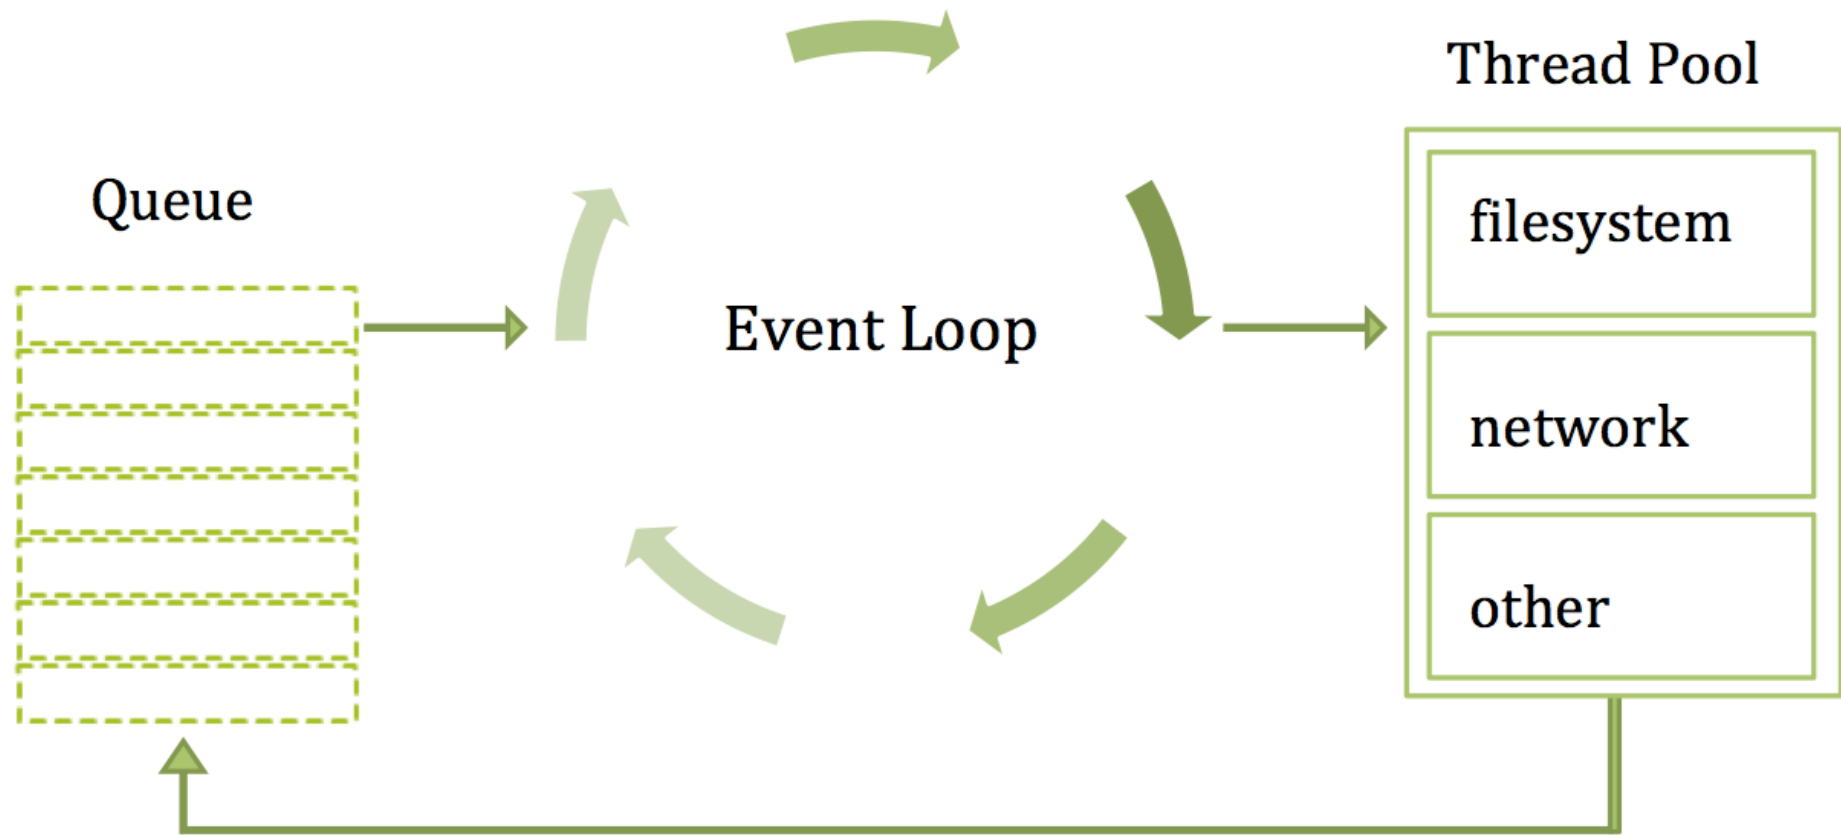 Queue
Event Loop
Thread Pool
filesystem
network
other